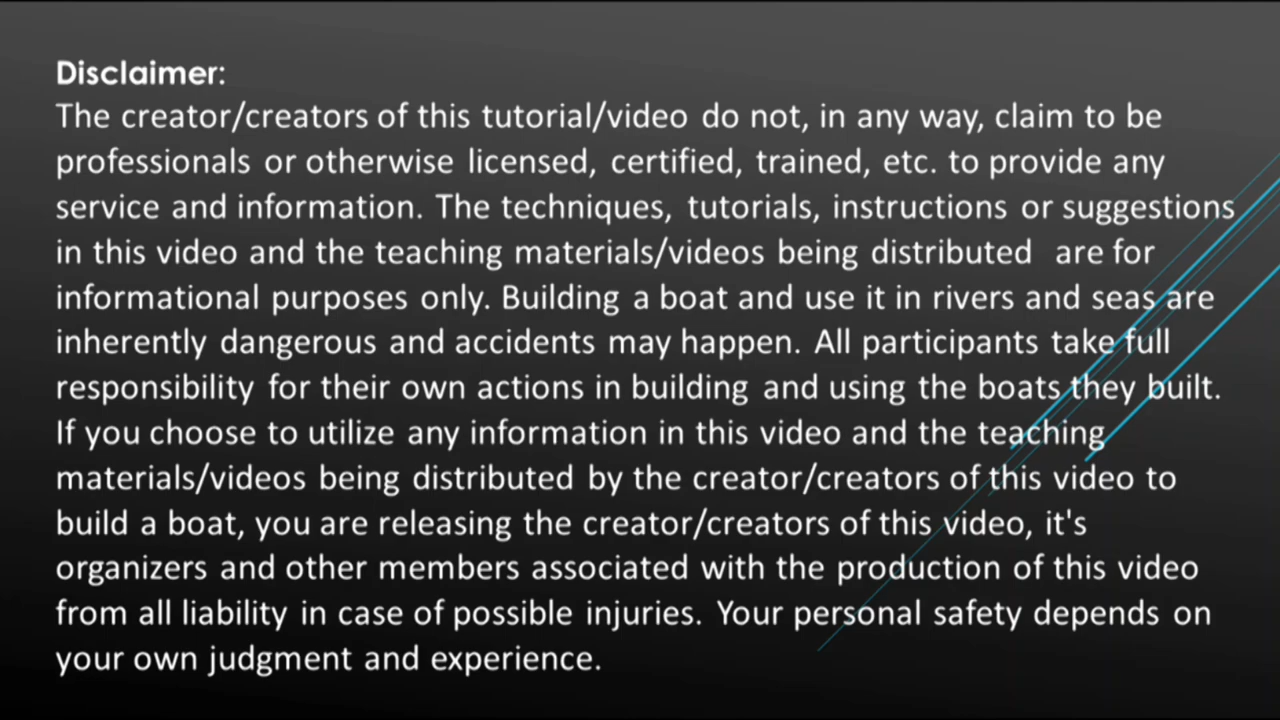 Disclaimer:
The creator/creators of this tutorial/video do not, in any way, claim to be
professionals or otherwise licensed, certified, trained, etc. to provide any
service and information. The techniques, tutorials, instructions or suggestions
in this video and the teaching materials/videos being distributed are for
informational purposes only. Building a boat and use it in rivers and seas are
inherently dangerous and accidents may happen. All participants take full
responsibility for their own actions in building and using the boats they built.
If you choose to utilize any information in this video and the teaching
materials/videos being distributed by the creator/creators of this video to
build a boat, you are releasing the creator/creators of this video, it's
organizers and other members associated with the production of this video
from all liability in case of possible injuries. Your personal safety depends on
your own judgment and experience.